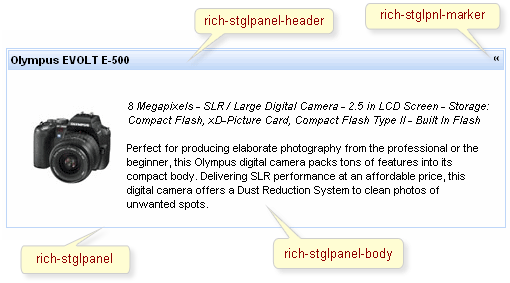 rich-stglpanel-header
rich-stglpnl-marker
Olympus EVOLT E-500 «
8 Megapixels - SLR / Large Digital Camera - 2.5 in LCD Screen - Storage:
Compact Flash, xD-Picture Card, Compact Flash Type II - Built In Flash
Perfect for producing elaborate photography from the professional or the
beginner, this Olympus digital camera packs tons of features into its
compact body. Delivering SLR performance at an affordable price, this
digital camera offers a Dust Reduction System to clean photos of
unwanted spots.
rich-stglpanel
rich-stglpanel-body